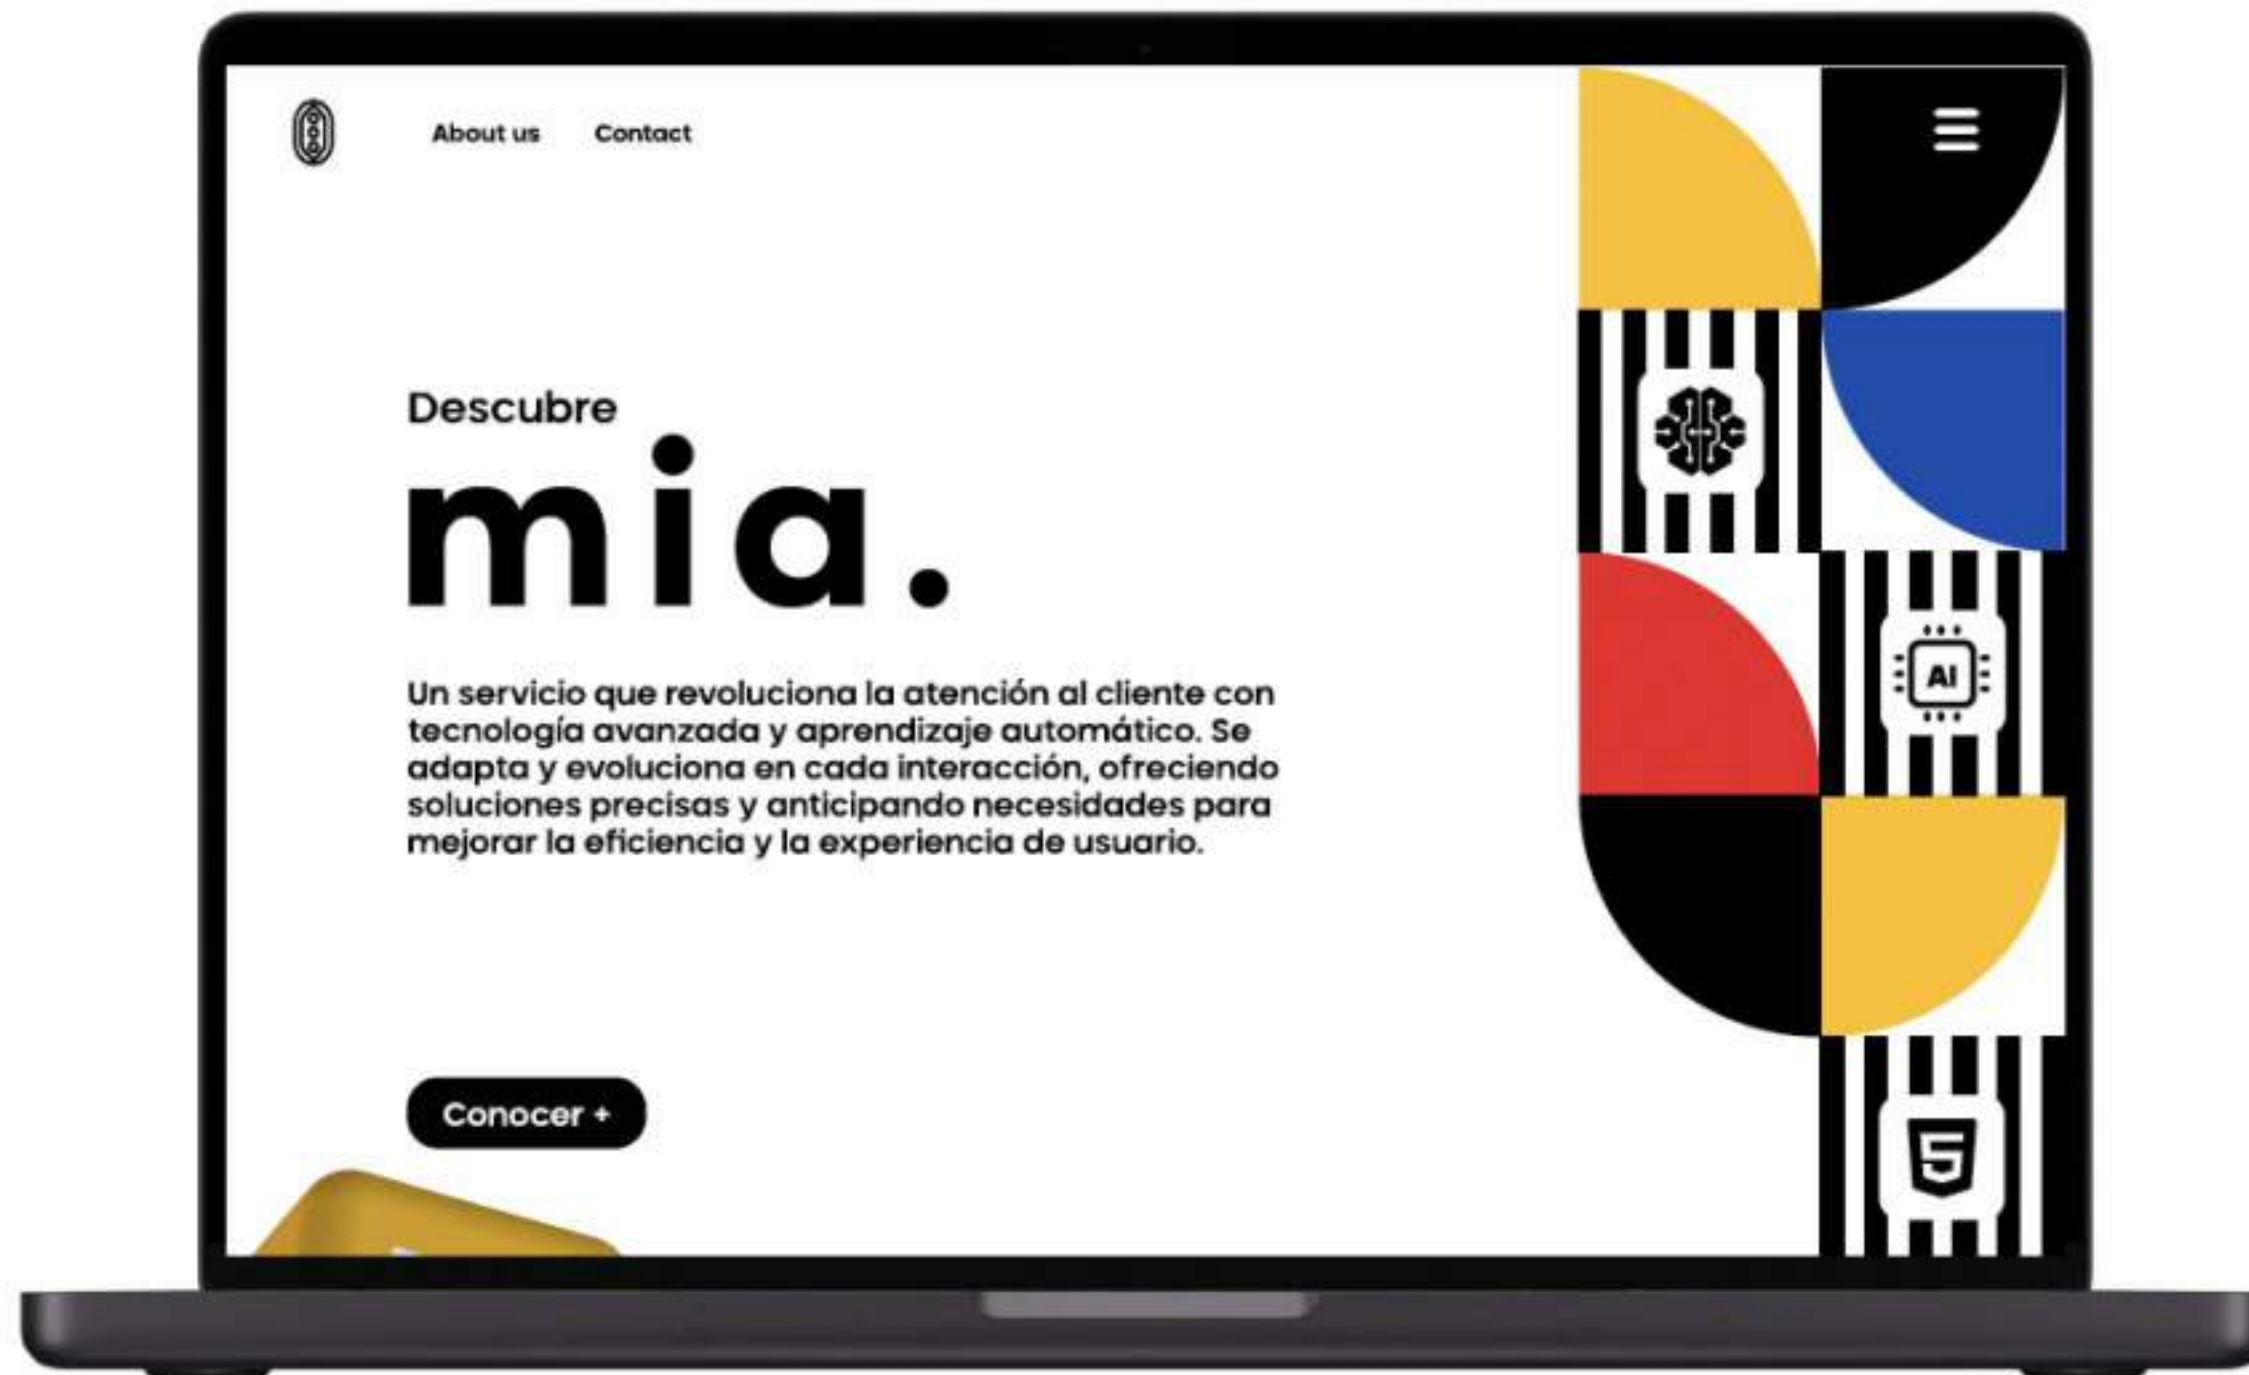 About us Contact
Descubre
mia.
Un servicio que revoluciona la atención al cliente con
tecnología avanzada y aprendizaje automático. Se
adapta y evoluciona en cada interacción, ofreciendo
soluciones precisas y anticipando necesidades para
mejorar la eficiencia y la experiencia de usuario.
AI
Conocer +
5